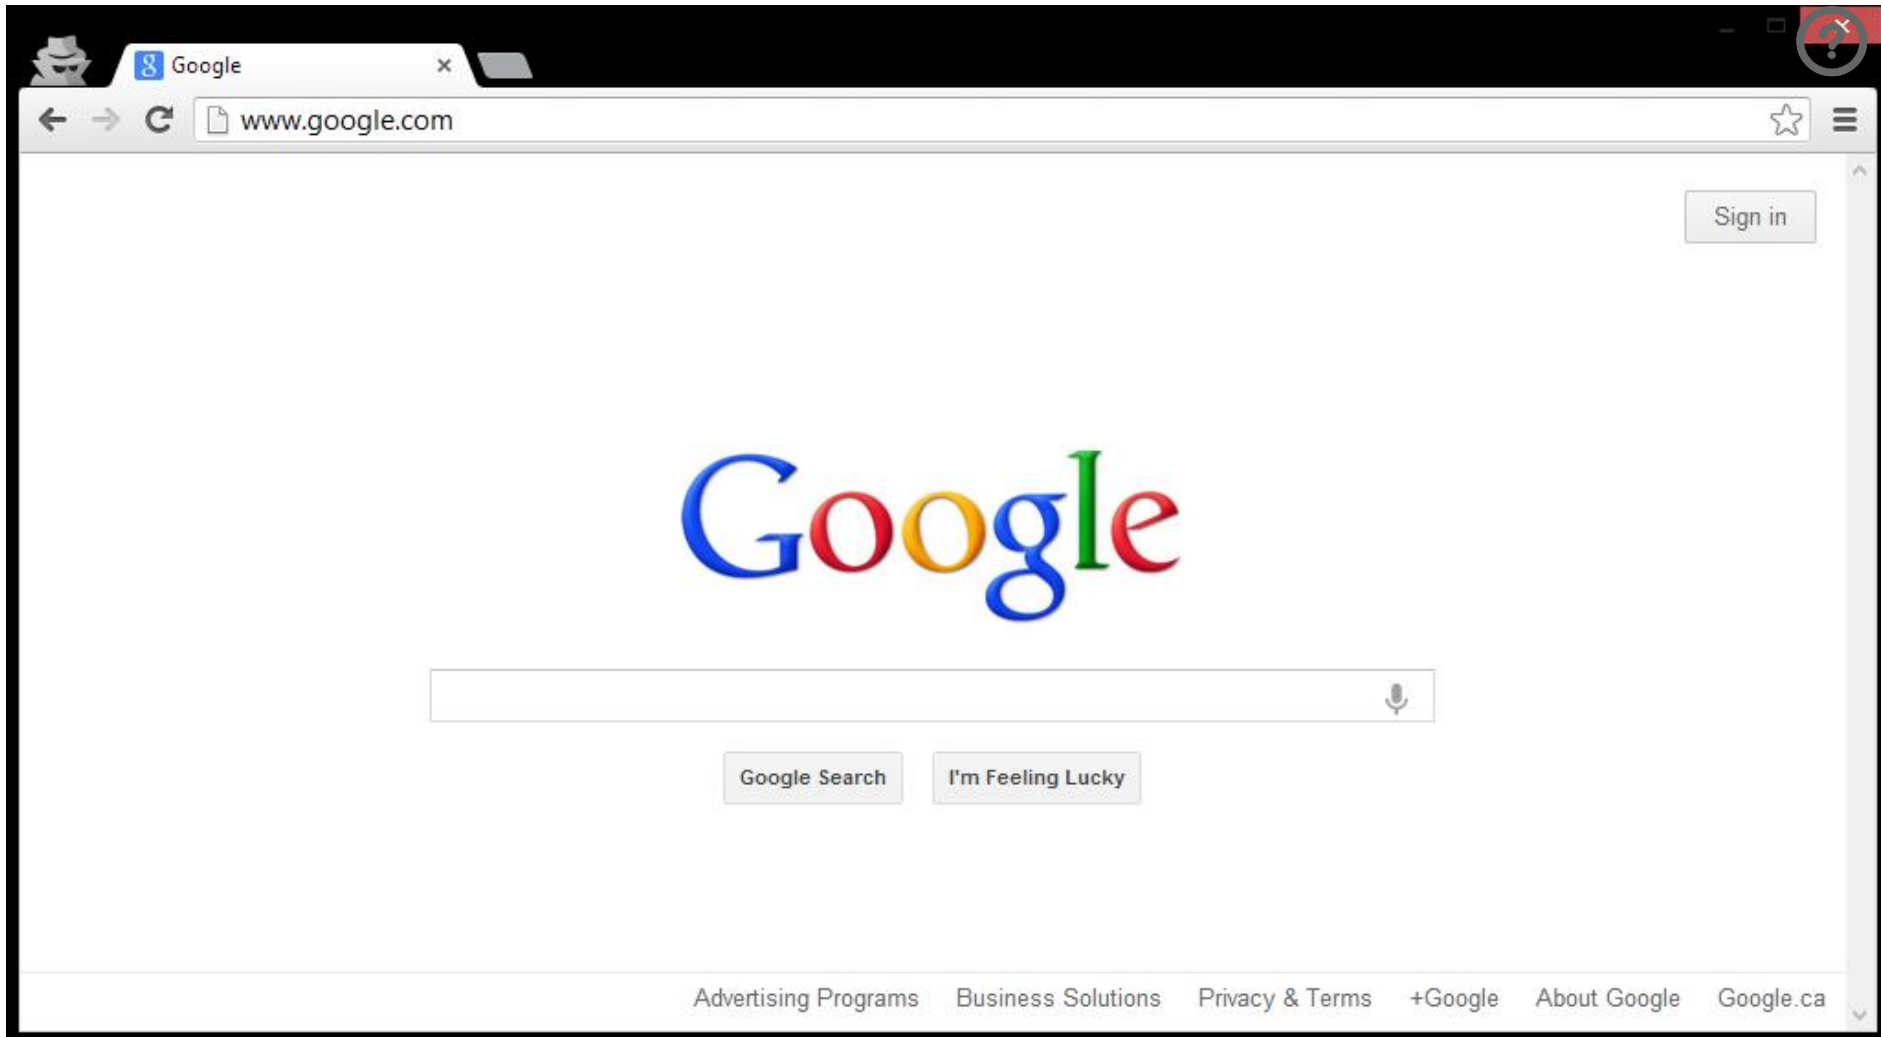 Google
www.google.com
Sign in
Google
Google Search I'm Feeling Lucky
Advertising Programs Business Solutions Privacy & Terms +Google About Google Google.ca